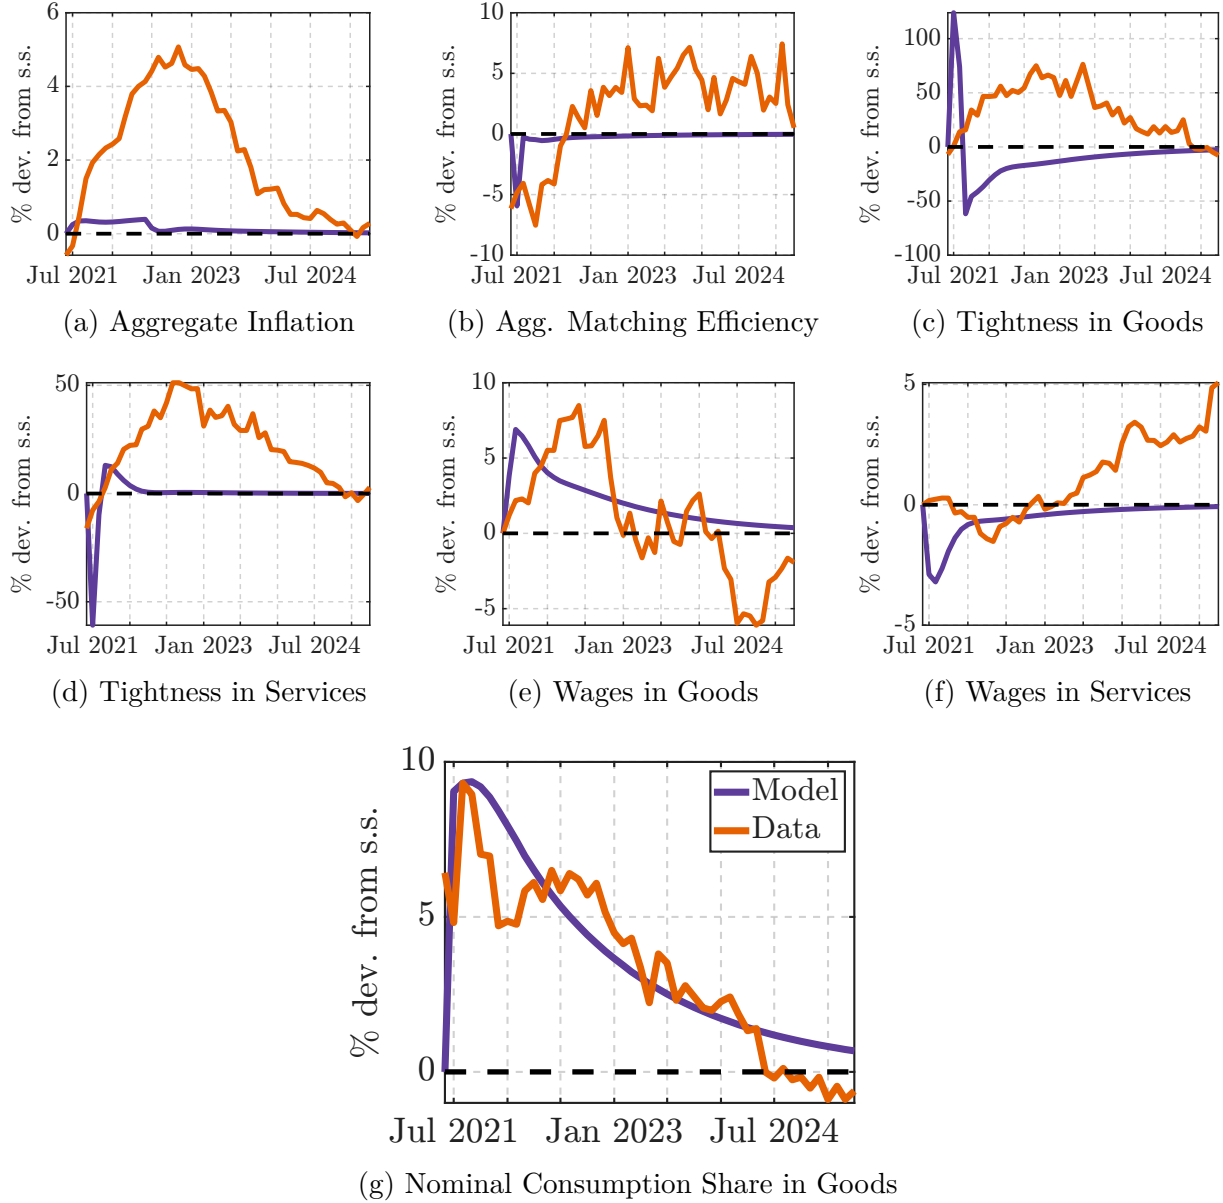 6
4
2
0
% dev. from s.s.
Jul 2021 Jan 2023 Jul 2024
(a) Aggregate Inflation
10
5
0
-5
-10
% dev. from s.s.
Jul 2021 Jan 2023 Jul 2024
(b) Agg. Matching Efficiency
100
50
0
-50
-100
% dev. from s.s.
Jul 2021 Jan 2023 Jul 2024
(c) Tightness in Goods
50
0
-50
% dev. from s.s.
Jul 2021 Jan 2023 Jul 2024
(d) Tightness in Services
10
5
0
-5
% dev. from s.s.
Jul 2021 Jan 2023 Jul 2024
(e) Wages in Goods
5
0
-5
% dev. from s.s.
Jul 2021 Jan 2023 Jul 2024
(f) Wages in Services
10
5
0
% dev. from s.s.
Model
Data
Jul 2021 Jan 2023 Jul 2024
(g) Nominal Consumption Share in Goods